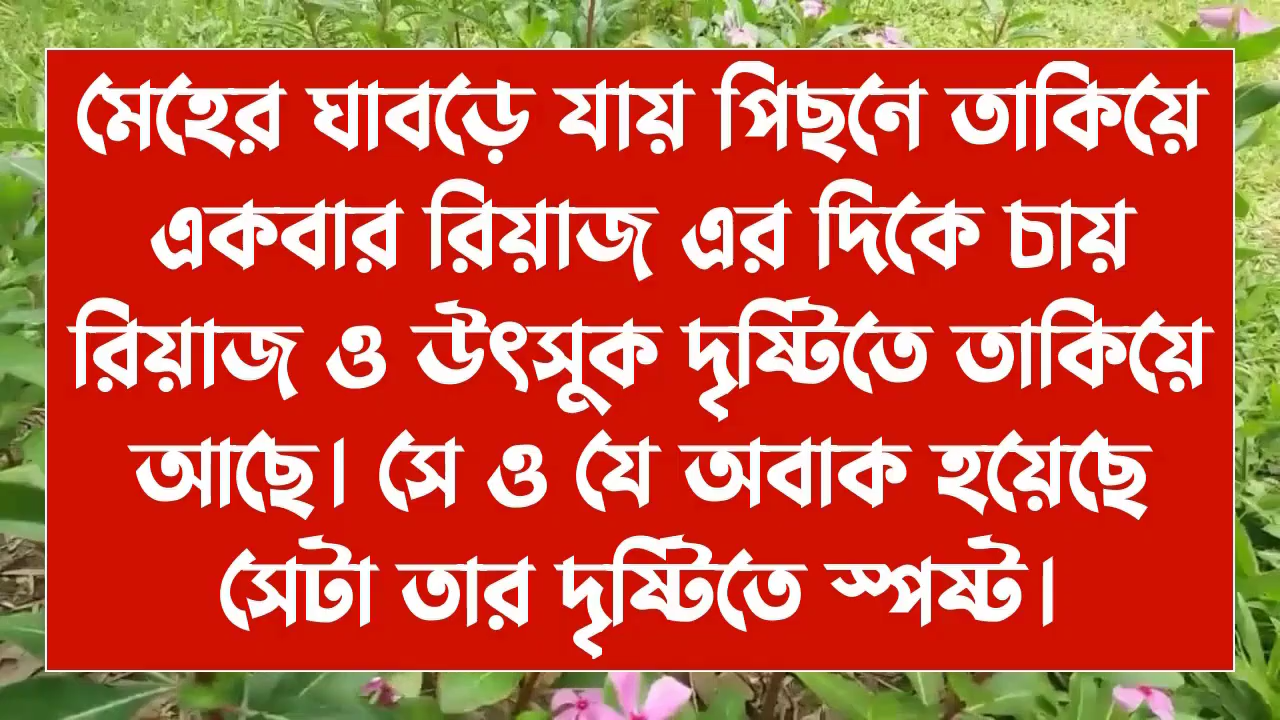 মেহের ঘাবড়ে যায় পিছনে তাকিয়ে
একবার রিয়াজ এর দিকে চায়
রিয়াজ ও উৎসুক দৃষ্টিতে তাকিয়ে
আছে। সে ও যে অবাক হয়েছে
সেটা তার দৃষ্টিতে স্পষ্ট।